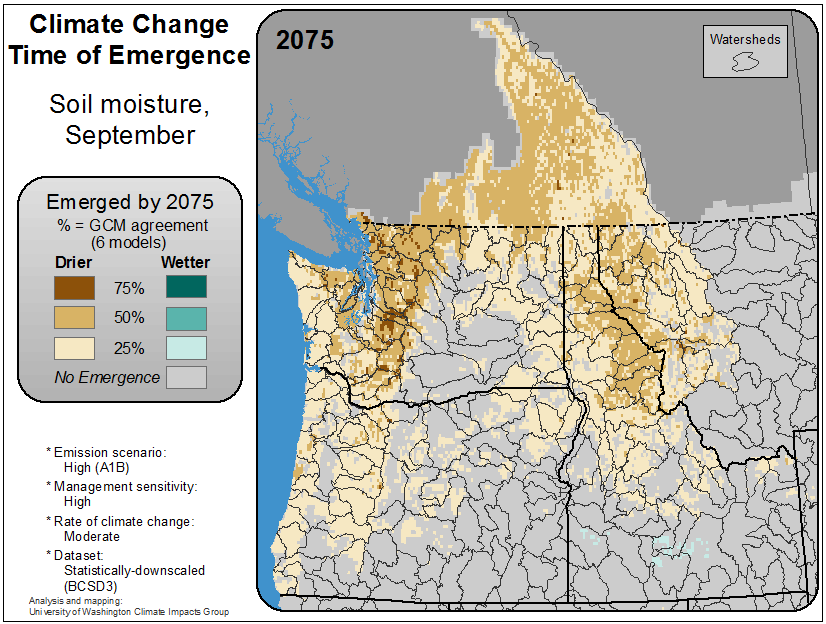 Climate Change
Time of Emergence
Soil moisture,
September
Emerged by 2075
% = GCM agreement
(6 models)
Drier Wetter
75%
50%
25%
No Emergence
* Emission scenario:
High (A1B)
* Management sensitivity:
High
* Rate of climate change:
Moderate
* Dataset:
Statistically-downscaled
(BCSD3)
Analysis and mapping:
University of Washington Climate Impacts Group
2075
Watersheds